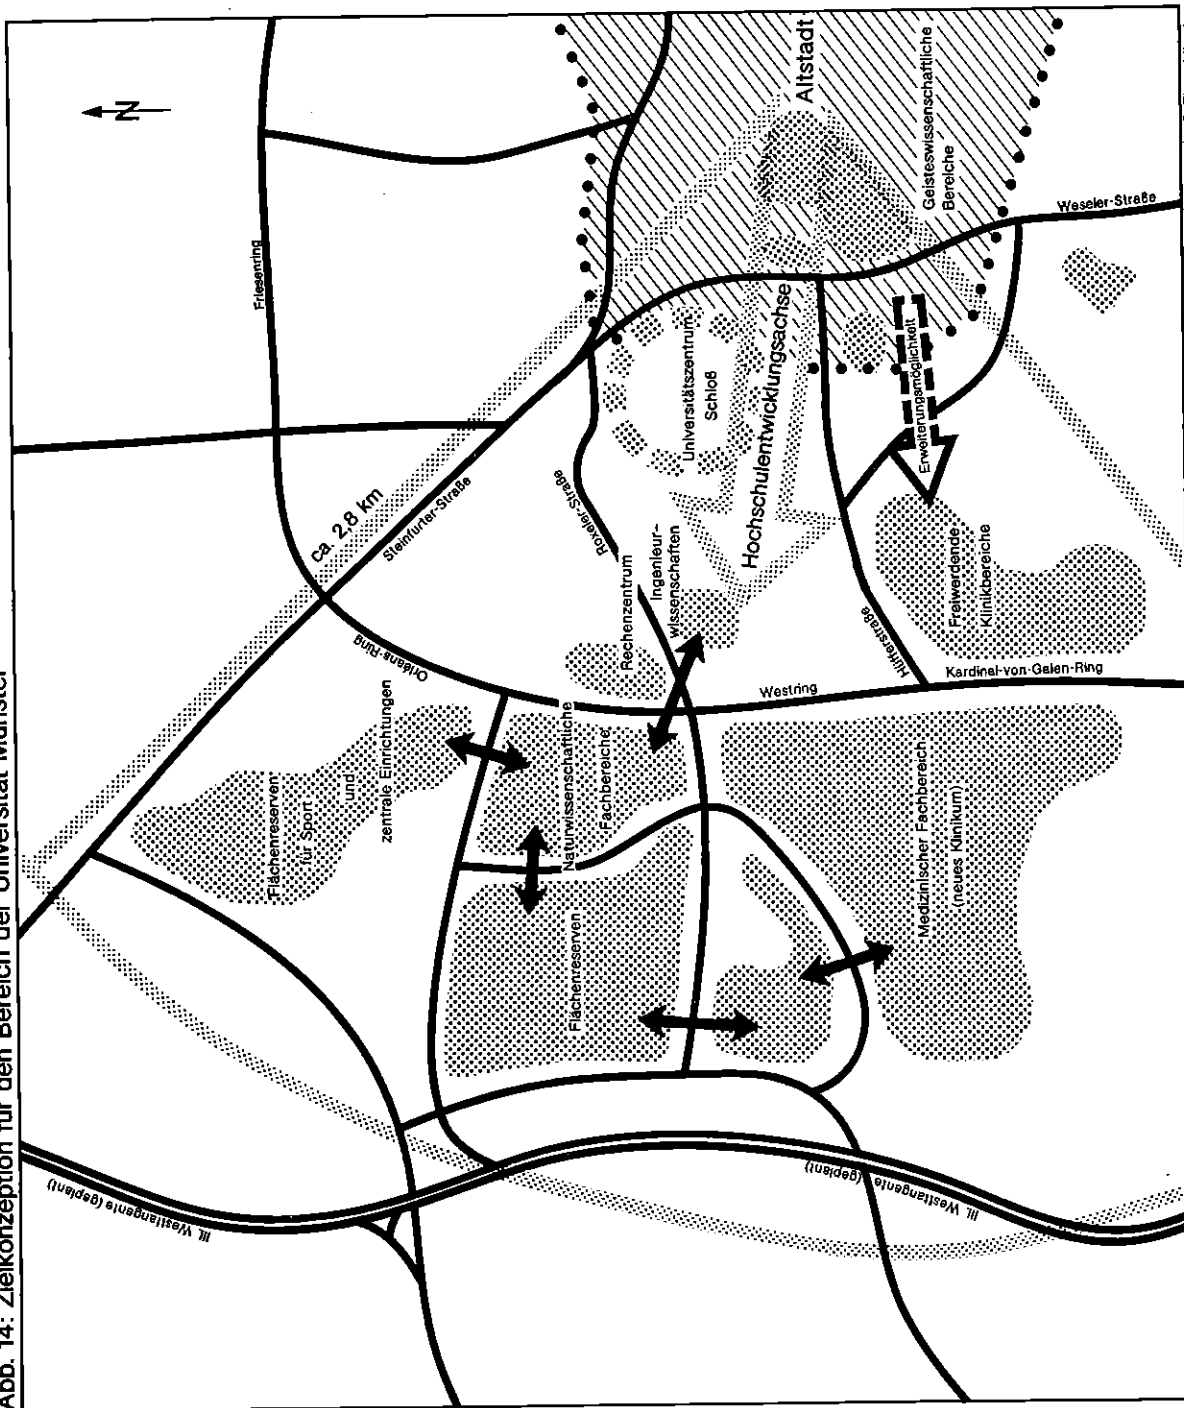 Abb. 14: Zielkonzeption für den Bereich der Universität Münster
N
Friesenring
ca. 2,8 km
Steinfurter-Straße
Orléans-Ring
Flächenreserven
für Sport
und
zentrale Einrichtungen
III. Westtangente (geplant)
Altstadt
Geisteswissenschaftliche
Bereiche
Weseler-Straße
Universitätszentrum
Schloß
Hochschulentwicklungsachse
Erweiterungsmöglichkeit
Roxeler-Straße
Rechenzentrum
Ingenieur-
wissenschaften
Hüfferstraße
Freiwerdende
Klinikbereiche
Westring
Kardinal-von-Galen-Ring
Naturwissenschaftliche
Fachbereiche
Flächenreserven
Medizinischer Fachbereich
(neues Klinikum)
III. Westtangente (geplant)